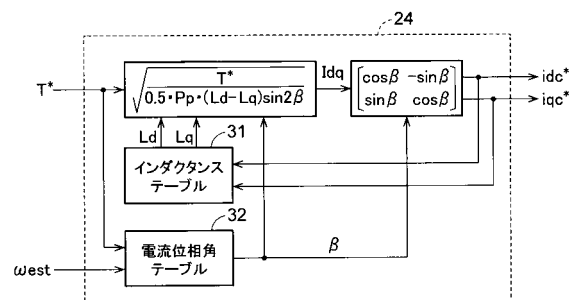 24
T*
√T*/0.5・Pp・(Ld−Lq)sin2β
Idq
cosβ −sinβ
sinβ cosβ
idc*
iqc*
Ld Lq
31
インダクタンス
テーブル
32
電流位相角
テーブル
β
ωest